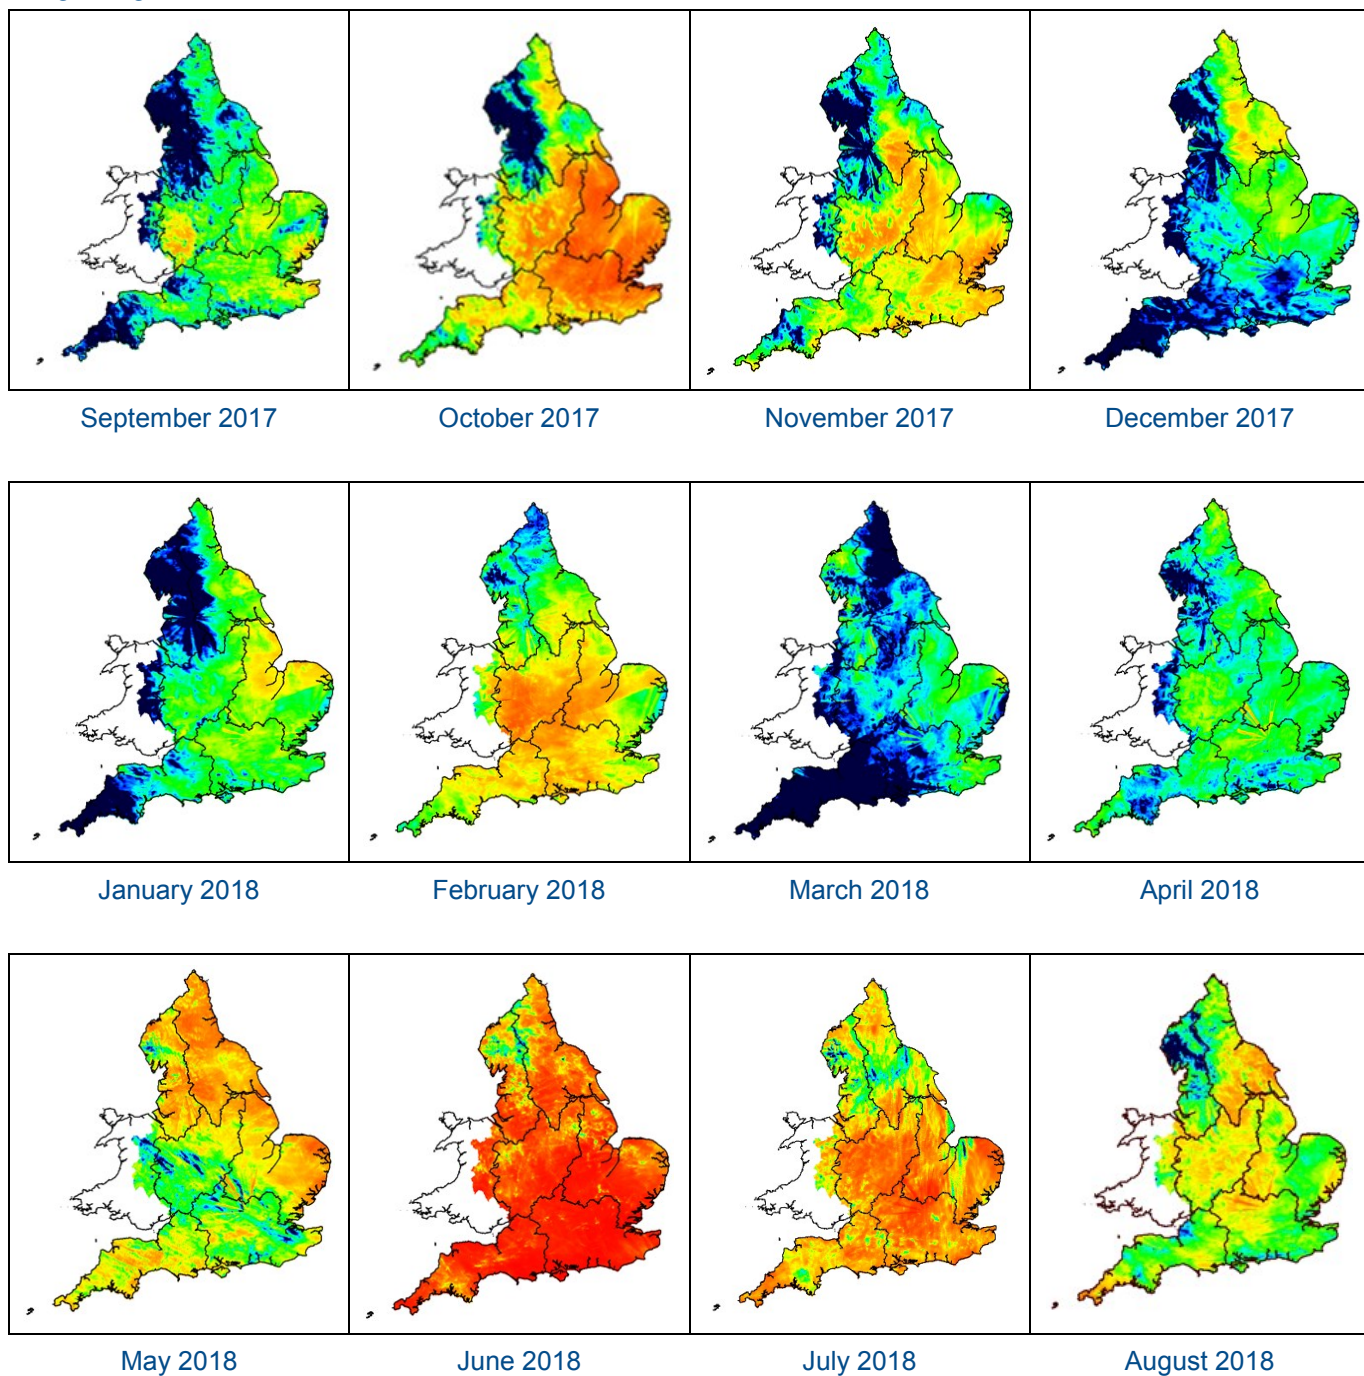 September 2017
October 2017
November 2017
December 2017
January 2018
February 2018
March 2018
April 2018
May 2018
June 2018
July 2018
August 2018